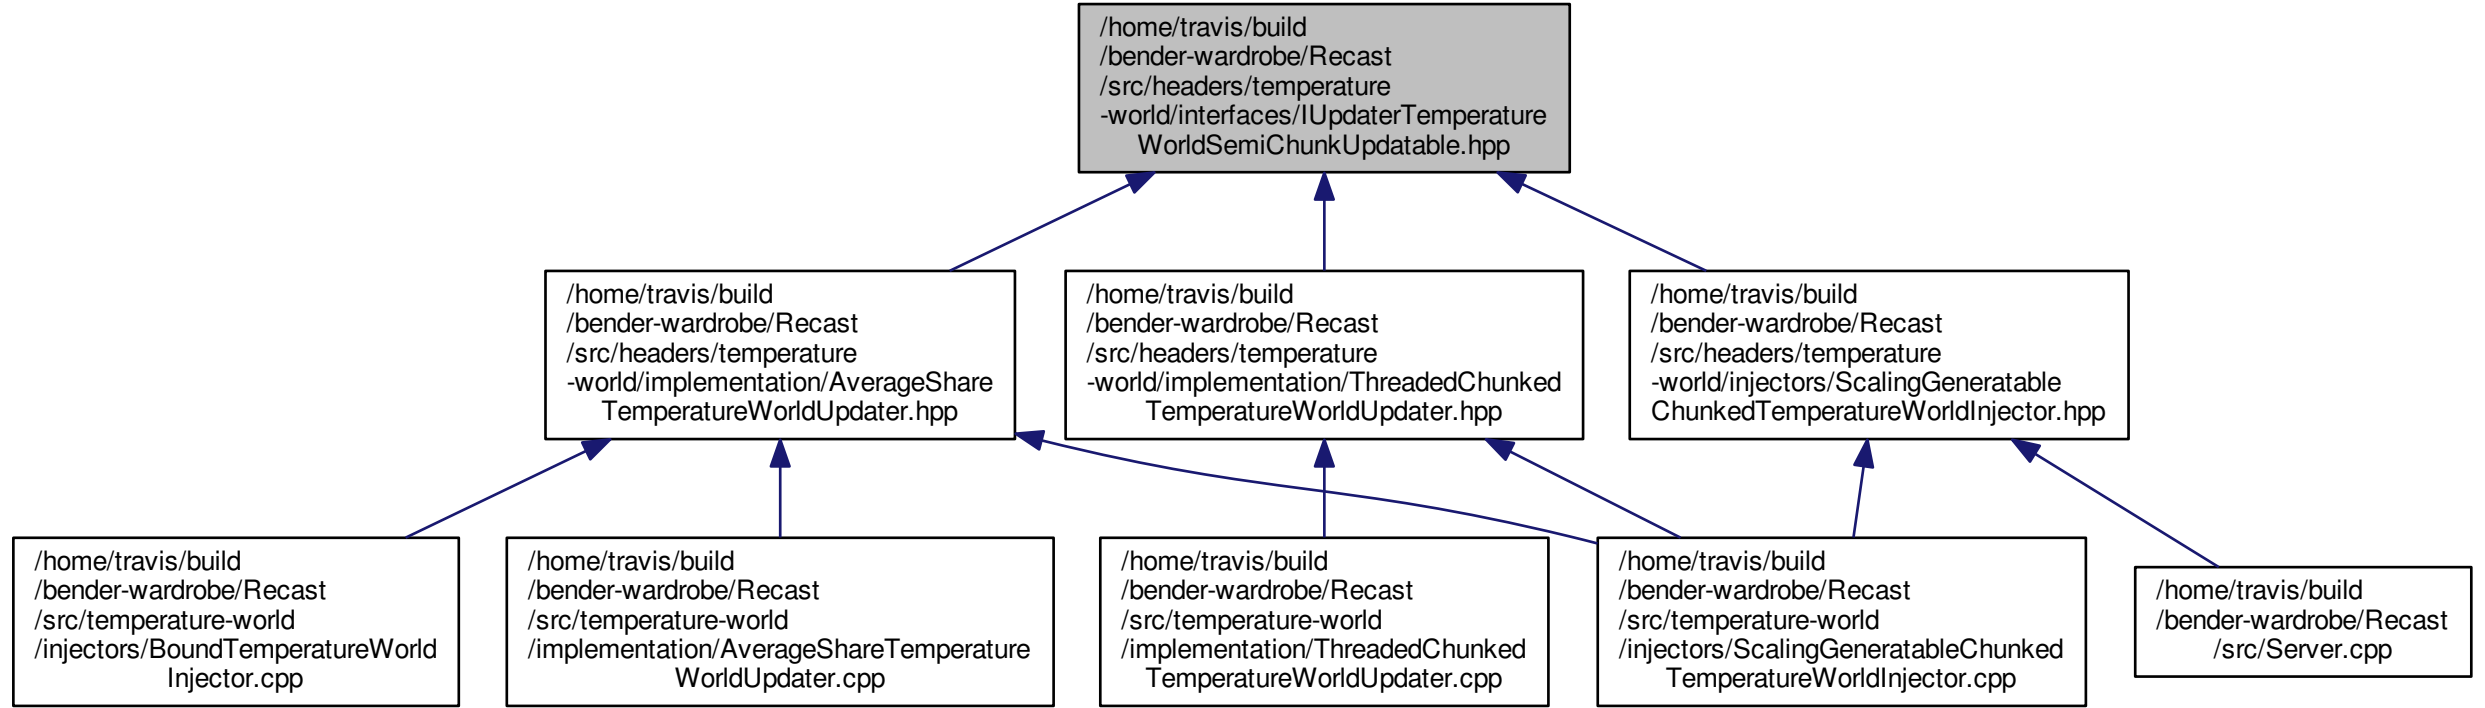 /home/travis/build
/bender-wardrobe/Recast
/src/headers/temperature
-world/interfaces/IUpdaterTemperature
WorldSemiChunkUpdatable.hpp
/home/travis/build
/bender-wardrobe/Recast
/src/headers/temperature
-world/implementation/AverageShare
TemperatureWorldUpdater.hpp
/home/travis/build
/bender-wardrobe/Recast
/src/headers/temperature
-world/implementation/ThreadedChunked
TemperatureWorldUpdater.hpp
/home/travis/build
/bender-wardrobe/Recast
/src/headers/temperature
-world/injectors/ScalingGeneratable
ChunkedTemperatureWorldInjector.hpp
/home/travis/build
/bender-wardrobe/Recast
/src/temperature-world
/injectors/BoundTemperatureWorld
Injector.cpp
/home/travis/build
/bender-wardrobe/Recast
/src/temperature-world
/implementation/AverageShareTemperature
WorldUpdater.cpp
/home/travis/build
/bender-wardrobe/Recast
/src/temperature-world
/implementation/ThreadedChunked
TemperatureWorldUpdater.cpp
/home/travis/build
/bender-wardrobe/Recast
/src/temperature-world
/injectors/ScalingGeneratableChunked
TemperatureWorldInjector.cpp
/home/travis/build
/bender-wardrobe/Recast
/src/Server.cpp